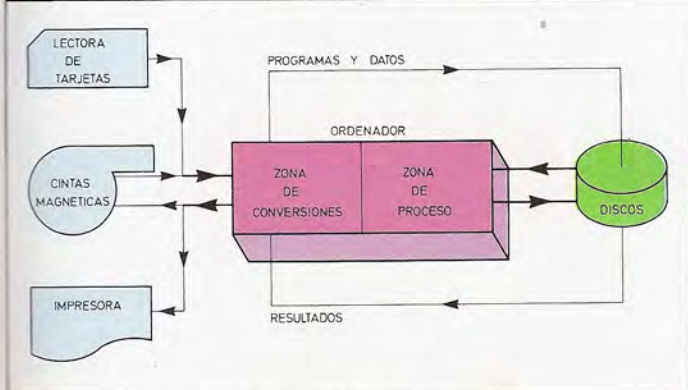 LECTORA
DE
TARJETAS
PROGRAMAS Y DATOS
ORDENADOR
CINTAS
MAGNETICAS
ZONA
DE
CONVERSIONES
ZONA
DE
PROCESO
DISCOS
IMPRESORA
RESULTADOS